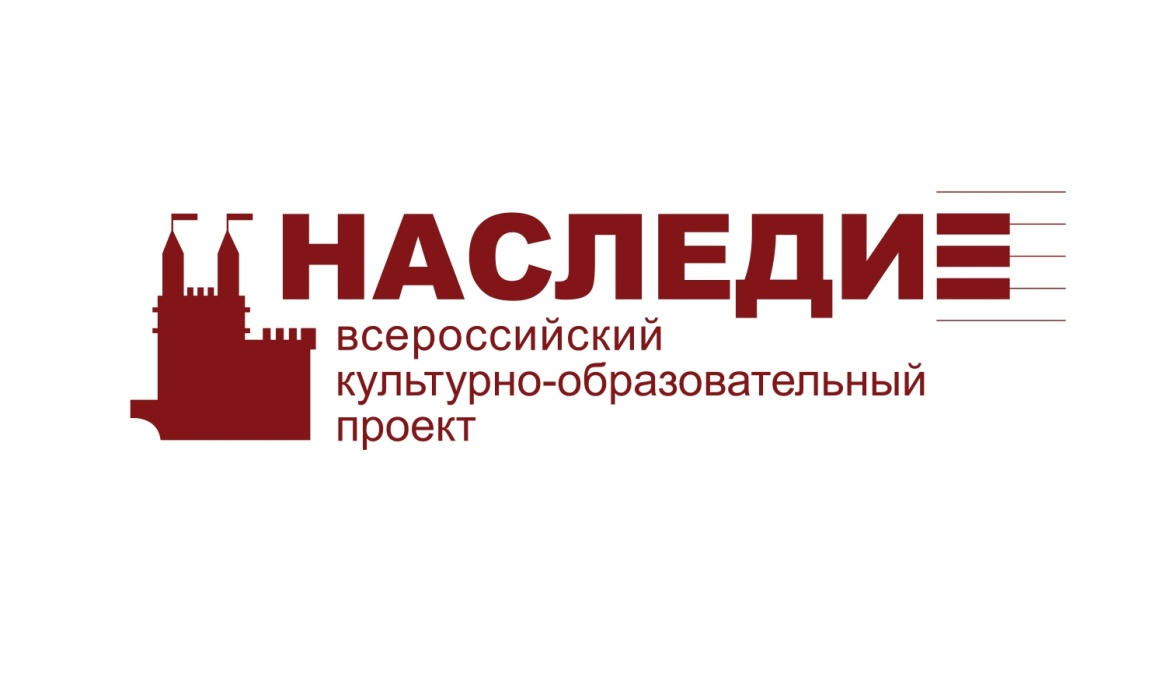 НАСЛЕДИЕ
всероссийский
культурно-образовательный
проект